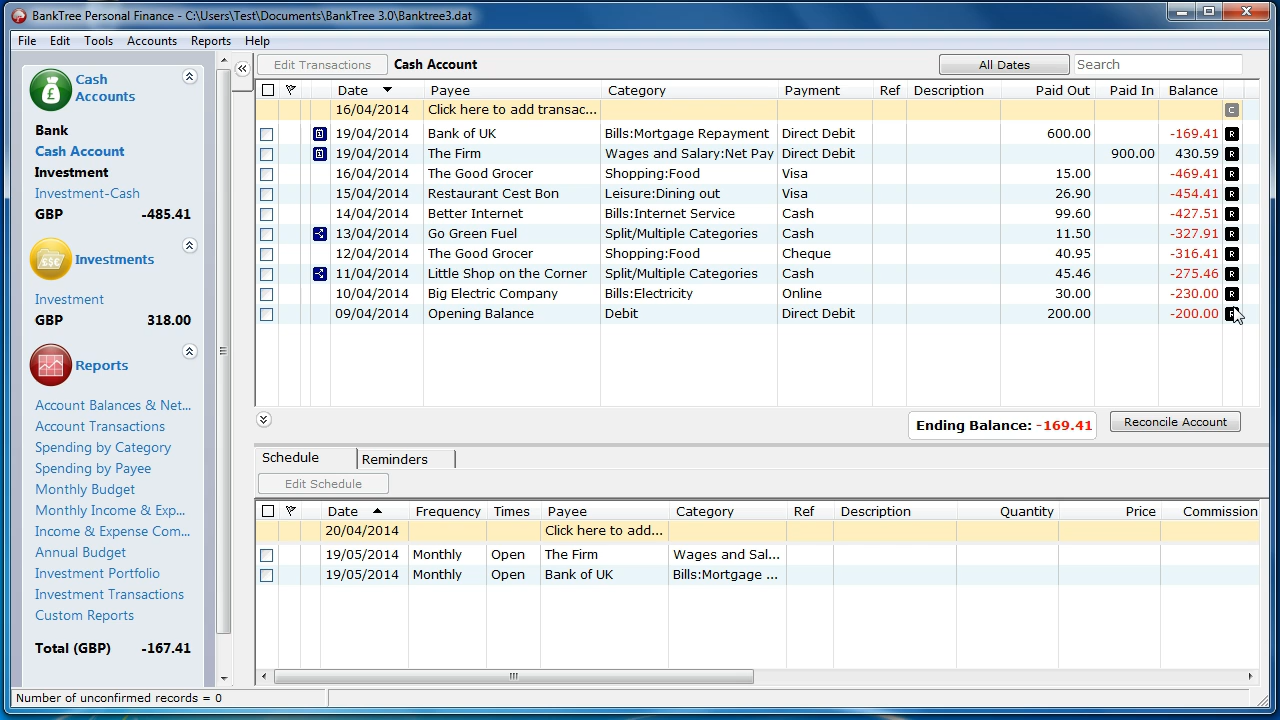 BankTree Personal Finance - C:\Users\Test\Documents\BankTree 3.0\Banktree3.dat
File Edit Tools Accounts Reports Help
Cash Accounts
Bank
Cash Account
Investment
Investment-Cash
GBP -485.41
Investments
Investment
GBP 318.00
Reports
Account Balances & Net...
Account Transactions
Spending by Category
Spending by Payee
Monthly Budget
Monthly Income & Exp...
Income & Expense Com...
Annual Budget
Investment Portfolio
Investment Transactions
Custom Reports
Total (GBP) -167.41
Edit Transactions Cash Account All Dates Search
Date Payee Category Payment Ref Description Paid Out Paid In Balance
16/04/2014 Click here to add transac... C
19/04/2014 Bank of UK Bills:Mortgage Repayment Direct Debit 600.00 -169.41 R
19/04/2014 The Firm Wages and Salary:Net Pay Direct Debit 900.00 430.59 R
16/04/2014 The Good Grocer Shopping:Food Visa 15.00 -469.41 R
15/04/2014 Restaurant Cest Bon Leisure:Dining out Visa 26.90 -454.41 R
14/04/2014 Better Internet Bills:Internet Service Cash 99.60 -427.51 R
13/04/2014 Go Green Fuel Split/Multiple Categories Cash 11.50 -327.91 R
12/04/2014 The Good Grocer Shopping:Food Cheque 40.95 -316.41 R
11/04/2014 Little Shop on the Corner Split/Multiple Categories Cash 45.46 -275.46 R
10/04/2014 Big Electric Company Bills:Electricity Online 30.00 -230.00 R
09/04/2014 Opening Balance Debit Direct Debit 200.00 -200.00 R
Ending Balance: -169.41 Reconcile Account
Schedule Reminders
Edit Schedule
Date Frequency Times Payee Category Ref Description Quantity Price Commission
20/04/2014 Click here to add...
19/05/2014 Monthly Open The Firm Wages and Sal...
19/05/2014 Monthly Open Bank of UK Bills:Mortgage ...
Number of unconfirmed records = 0